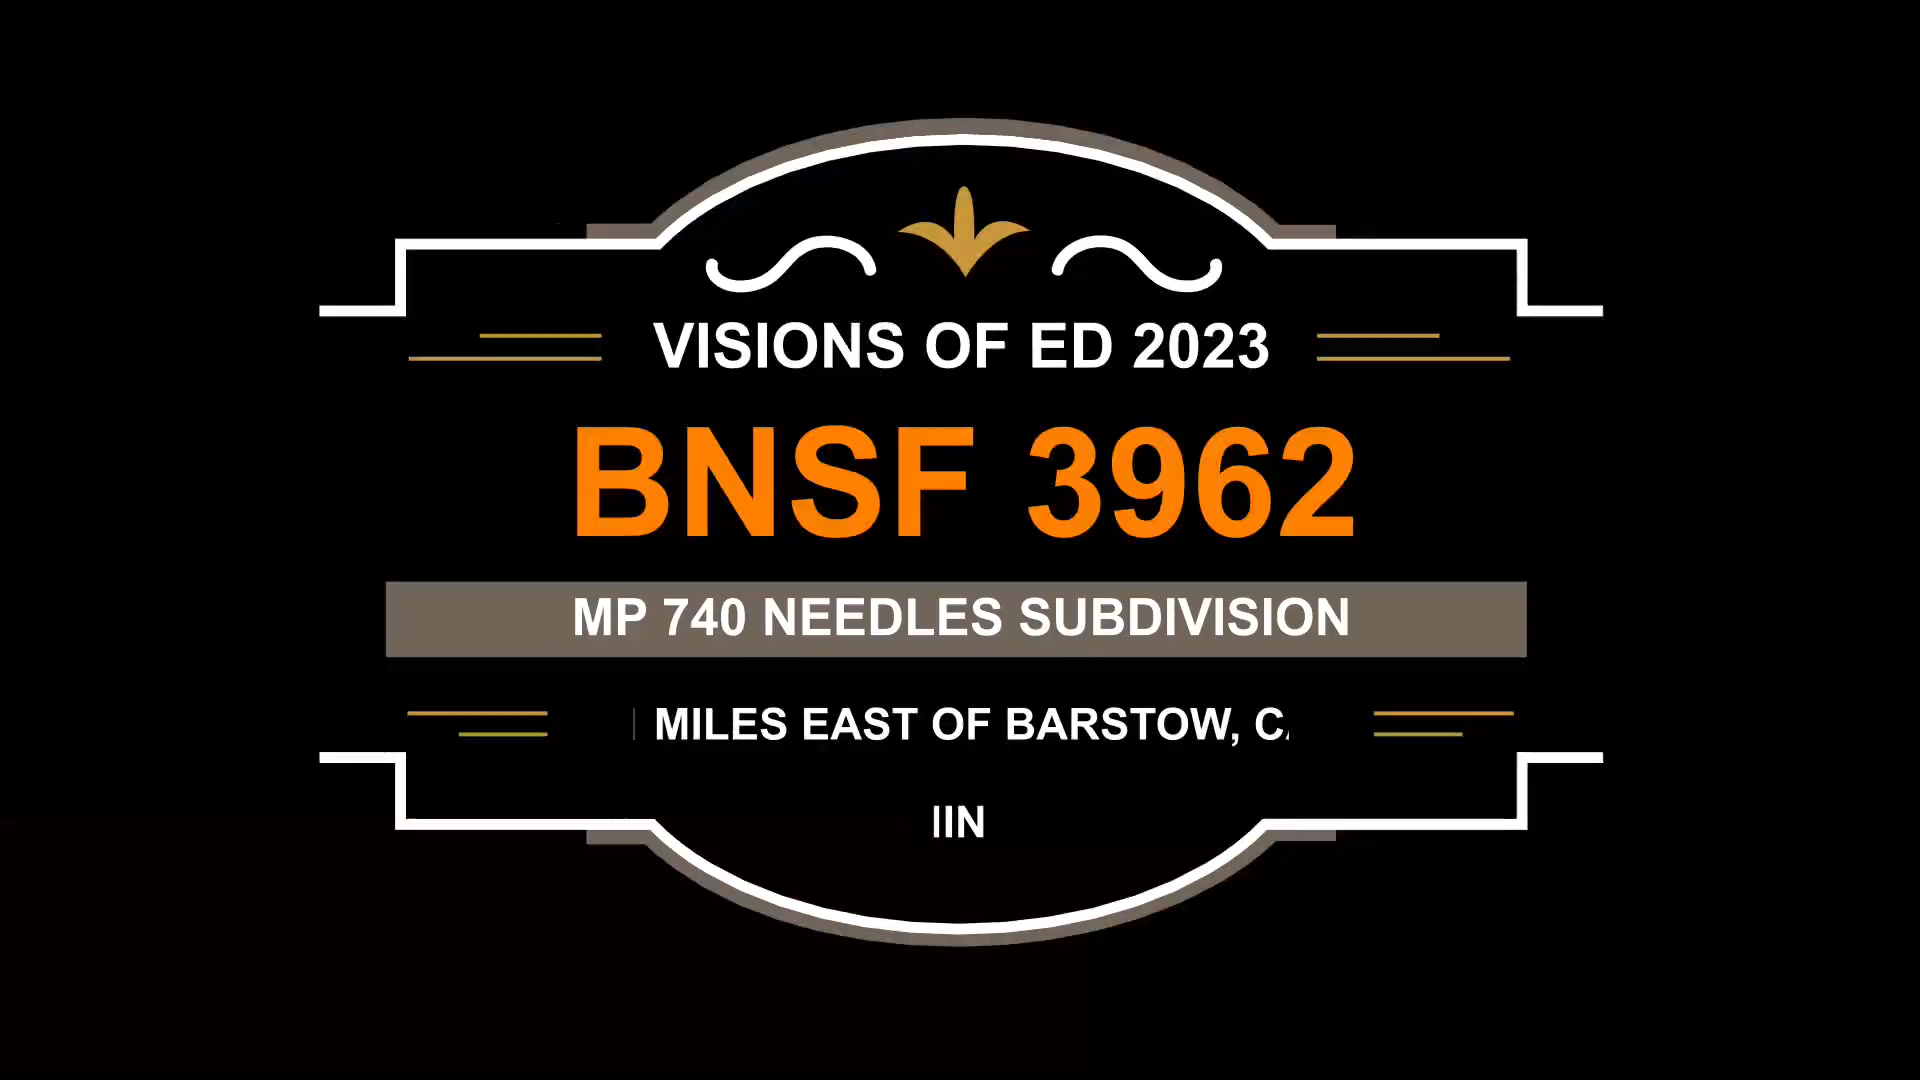 VISIONS OF ED 2023
BNSF 3962
MP 740 NEEDLES SUBDIVISION
MILES EAST OF BARSTOW,